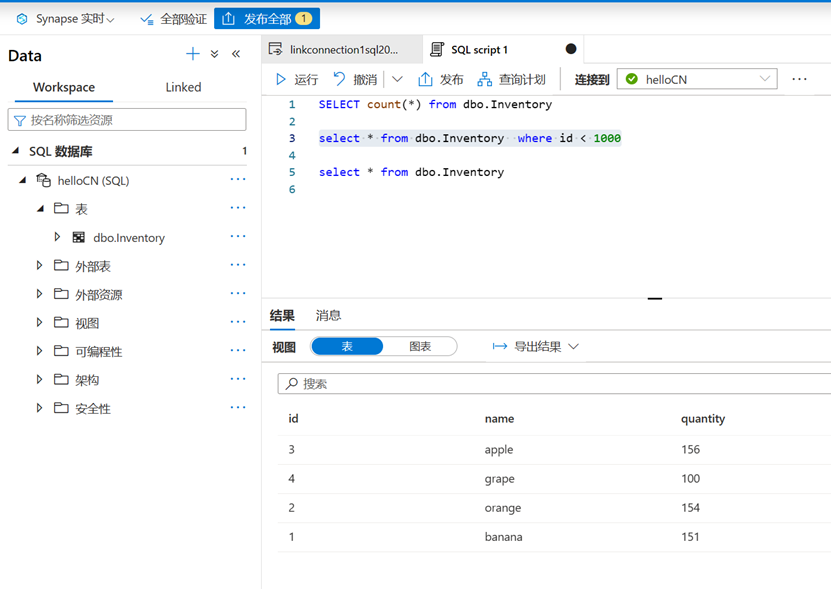 Synapse 实时 全部验证 发布全部 1
Data
Workspace Linked
按名称筛选资源
SQL 数据库 1
helloCN (SQL)
表
dbo.Inventory
外部表
外部资源
视图
可编程性
架构
安全性
linkconnection1sql20... SQL script 1
运行 撤消 发布 查询计划 连接到 helloCN ...
1 SELECT count(*) from dbo.Inventory
2
3 select * from dbo.Inventory  where id < 1000
4
5 select * from dbo.Inventory
6
结果 消息
视图 表 图表 导出结果
搜索
id name quantity
3 apple 156
4 grape 100
2 orange 154
1 banana 151